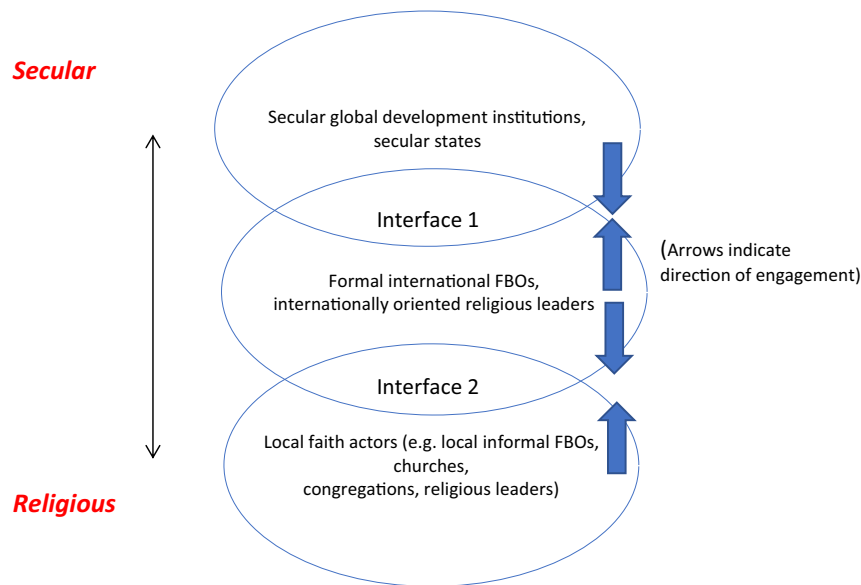 Secular
Secular global development institutions,
secular states
Interface 1
(Arrows indicate
direction of engagement)
Formal international FBOs,
internationally oriented religious leaders
Interface 2
Local faith actors (e.g. local informal FBOs,
churches,
congregations, religious leaders)
Religious